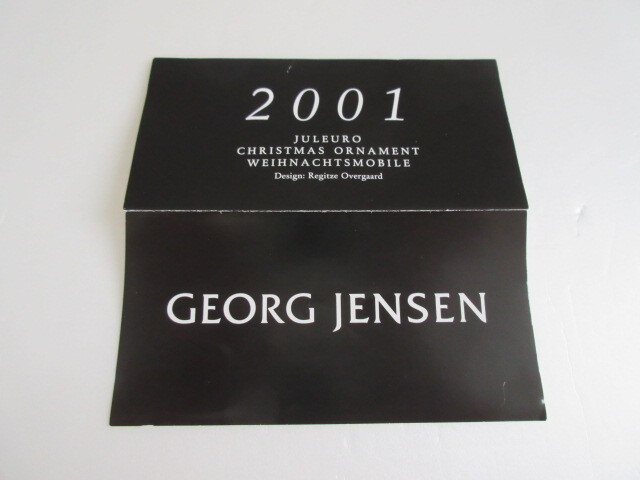 2001
JULEURO
CHRISTMAS ORNAMENT
WEIHNACHTSMOBILE
Design: Regitze Overgaard
GEORG JENSEN